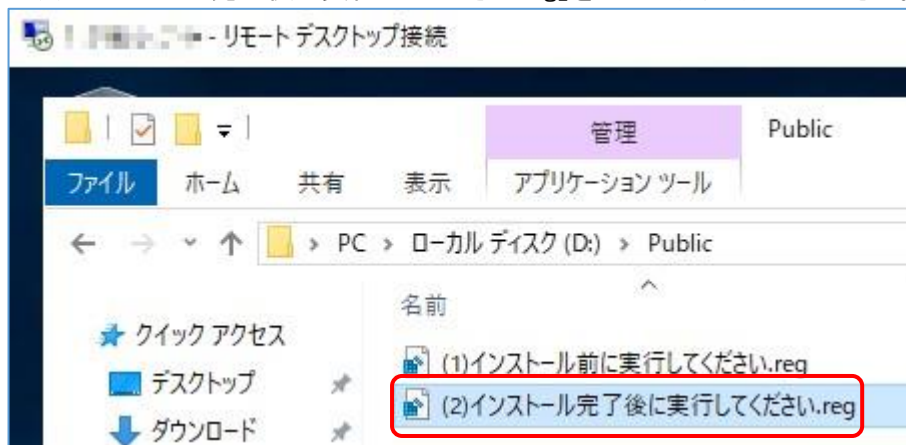 - リモート デスクトップ接続
管理 Public
ファイル ホーム 共有 表示 アプリケーション ツール
> PC > ローカル ディスク (D:) > Public
名前
クイック アクセス
(1)インストール前に実行してください.reg
デスクトップ
(2)インストール完了後に実行してください.reg
ダウンロード